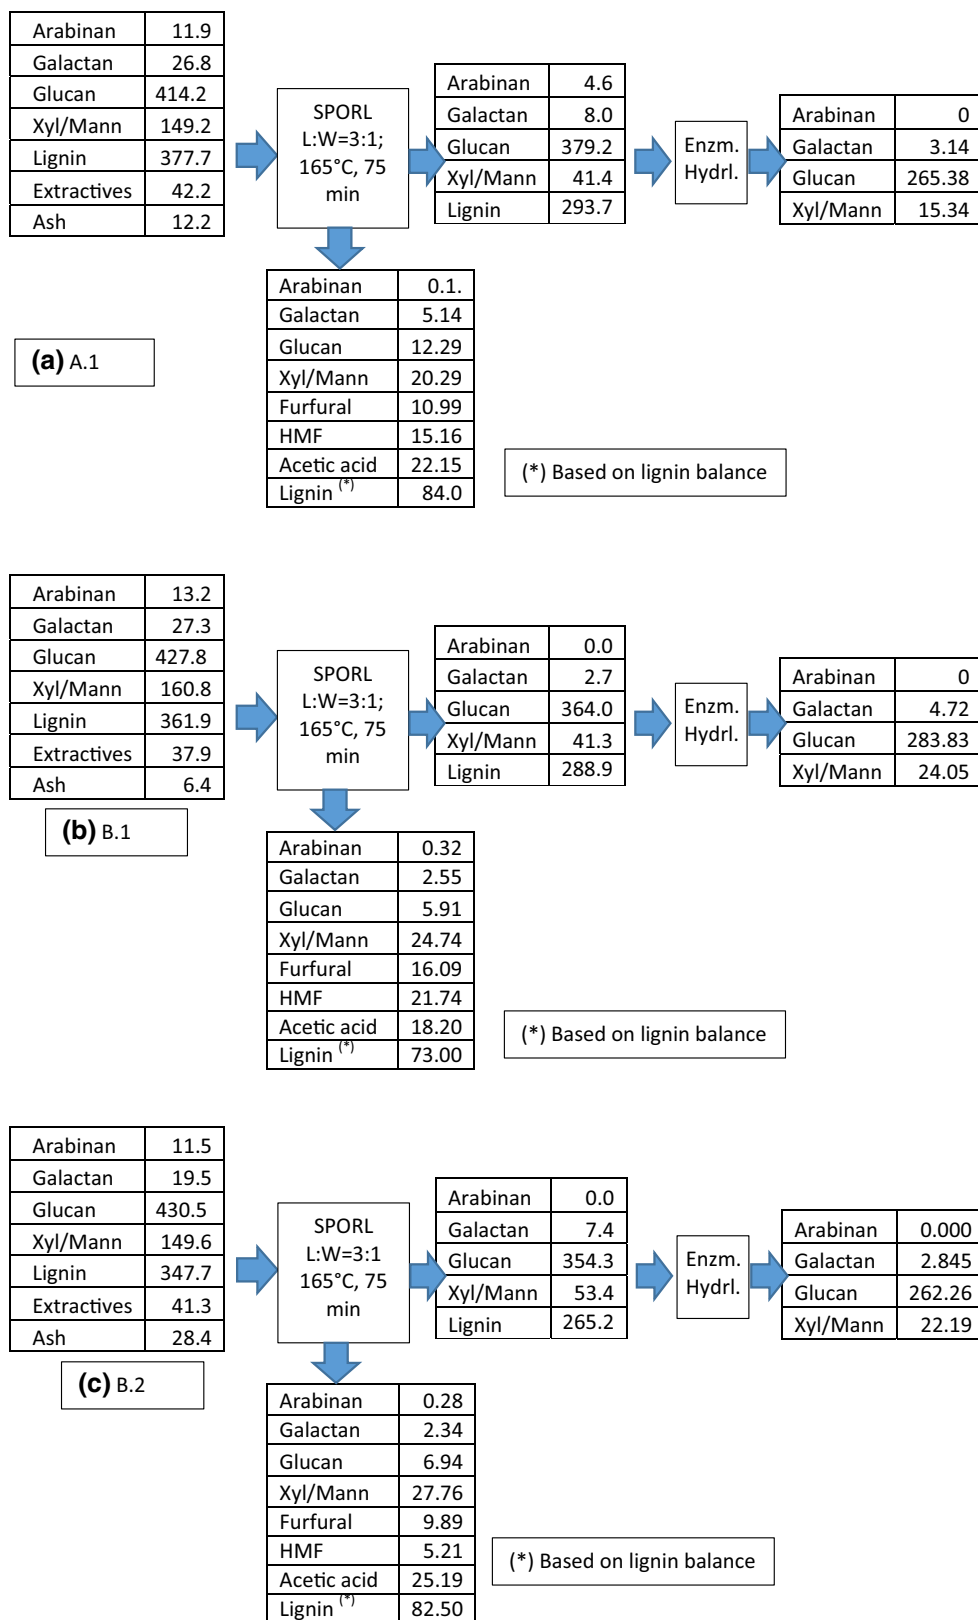 Arabinan 11.9
Galactan 26.8
Glucan 414.2
Xyl/Mann 149.2
Lignin 377.7
Extractives 42.2
Ash 12.2
SPORL
L:W=3:1;
165°C, 75
min
Arabinan 4.6
Galactan 8.0
Glucan 379.2
Xyl/Mann 41.4
Lignin 293.7
Enzm.
Hydrl.
Arabinan 0
Galactan 3.14
Glucan 265.38
Xyl/Mann 15.34
Arabinan 0.1.
Galactan 5.14
Glucan 12.29
Xyl/Mann 20.29
Furfural 10.99
HMF 15.16
Acetic acid 22.15
Lignin (*) 84.0
(a) A.1
(*) Based on lignin balance
Arabinan 13.2
Galactan 27.3
Glucan 427.8
Xyl/Mann 160.8
Lignin 361.9
Extractives 37.9
Ash 6.4
SPORL
L:W=3:1;
165°C, 75
min
Arabinan 0.0
Galactan 2.7
Glucan 364.0
Xyl/Mann 41.3
Lignin 288.9
Enzm.
Hydrl.
Arabinan 0
Galactan 4.72
Glucan 283.83
Xyl/Mann 24.05
(b) B.1
Arabinan 0.32
Galactan 2.55
Glucan 5.91
Xyl/Mann 24.74
Furfural 16.09
HMF 21.74
Acetic acid 18.20
Lignin (*) 73.00
(*) Based on lignin balance
Arabinan 11.5
Galactan 19.5
Glucan 430.5
Xyl/Mann 149.6
Lignin 347.7
Extractives 41.3
Ash 28.4
SPORL
L:W=3:1
165°C, 75
min
Arabinan 0.0
Galactan 7.4
Glucan 354.3
Xyl/Mann 53.4
Lignin 265.2
Enzm.
Hydrl.
Arabinan 0.000
Galactan 2.845
Glucan 262.26
Xyl/Mann 22.19
(c) B.2
Arabinan 0.28
Galactan 2.34
Glucan 6.94
Xyl/Mann 27.76
Furfural 9.89
HMF 5.21
Acetic acid 25.19
Lignin (*) 82.50
(*) Based on lignin balance